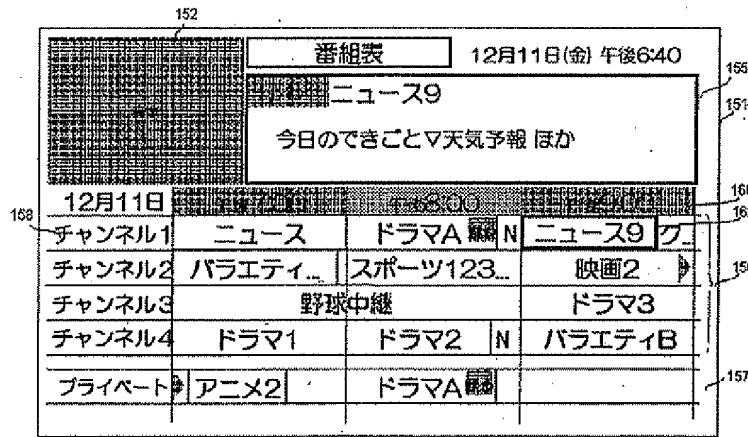 152
番組表 12月11日(金) 午後6:40
155
ニュース9
151
今日のできごと▽天気予報 ほか
12月11日 8:00
160
158 チャンネル1 ニュース ドラマA N ニュース9 ク...
チャンネル2 バラエティ... スポーツ123... 映画2
チャンネル3 野球中継 ドラマ3
チャンネル4 ドラマ1 ドラマ2 N バラエティB
プライベート アニメ2 ドラマA
157